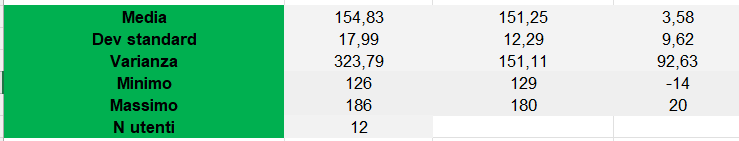 Media 154,83 151,25 3,58
Dev standard 17,99 12,29 9,62
Varianza 323,79 151,11 92,63
Minimo 126 129 -14
Massimo 186 180 20
N utenti 12